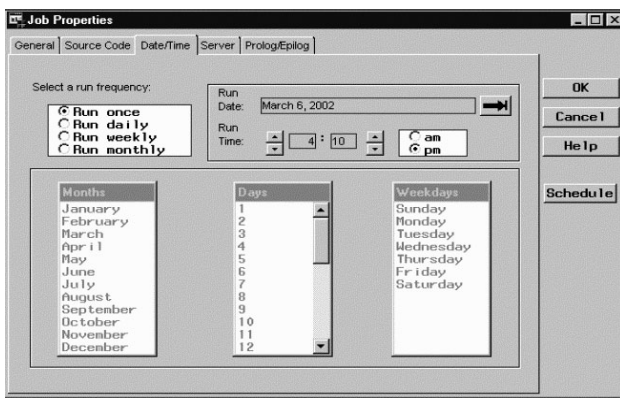 Job Properties
General Source Code Date/Time Server Prolog/Epilog
Select a run frequency:
Run once
Run daily
Run weekly
Run monthly
Run
Date: March 6, 2002
Run
Time: 4 : 10
am
pm
OK
Cancel
Help
Schedule
Months
January
February
March
April
May
June
July
August
September
October
November
December
Days
1
2
3
4
5
6
7
8
9
10
11
12
Weekdays
Sunday
Monday
Tuesday
Wednesday
Thursday
Friday
Saturday